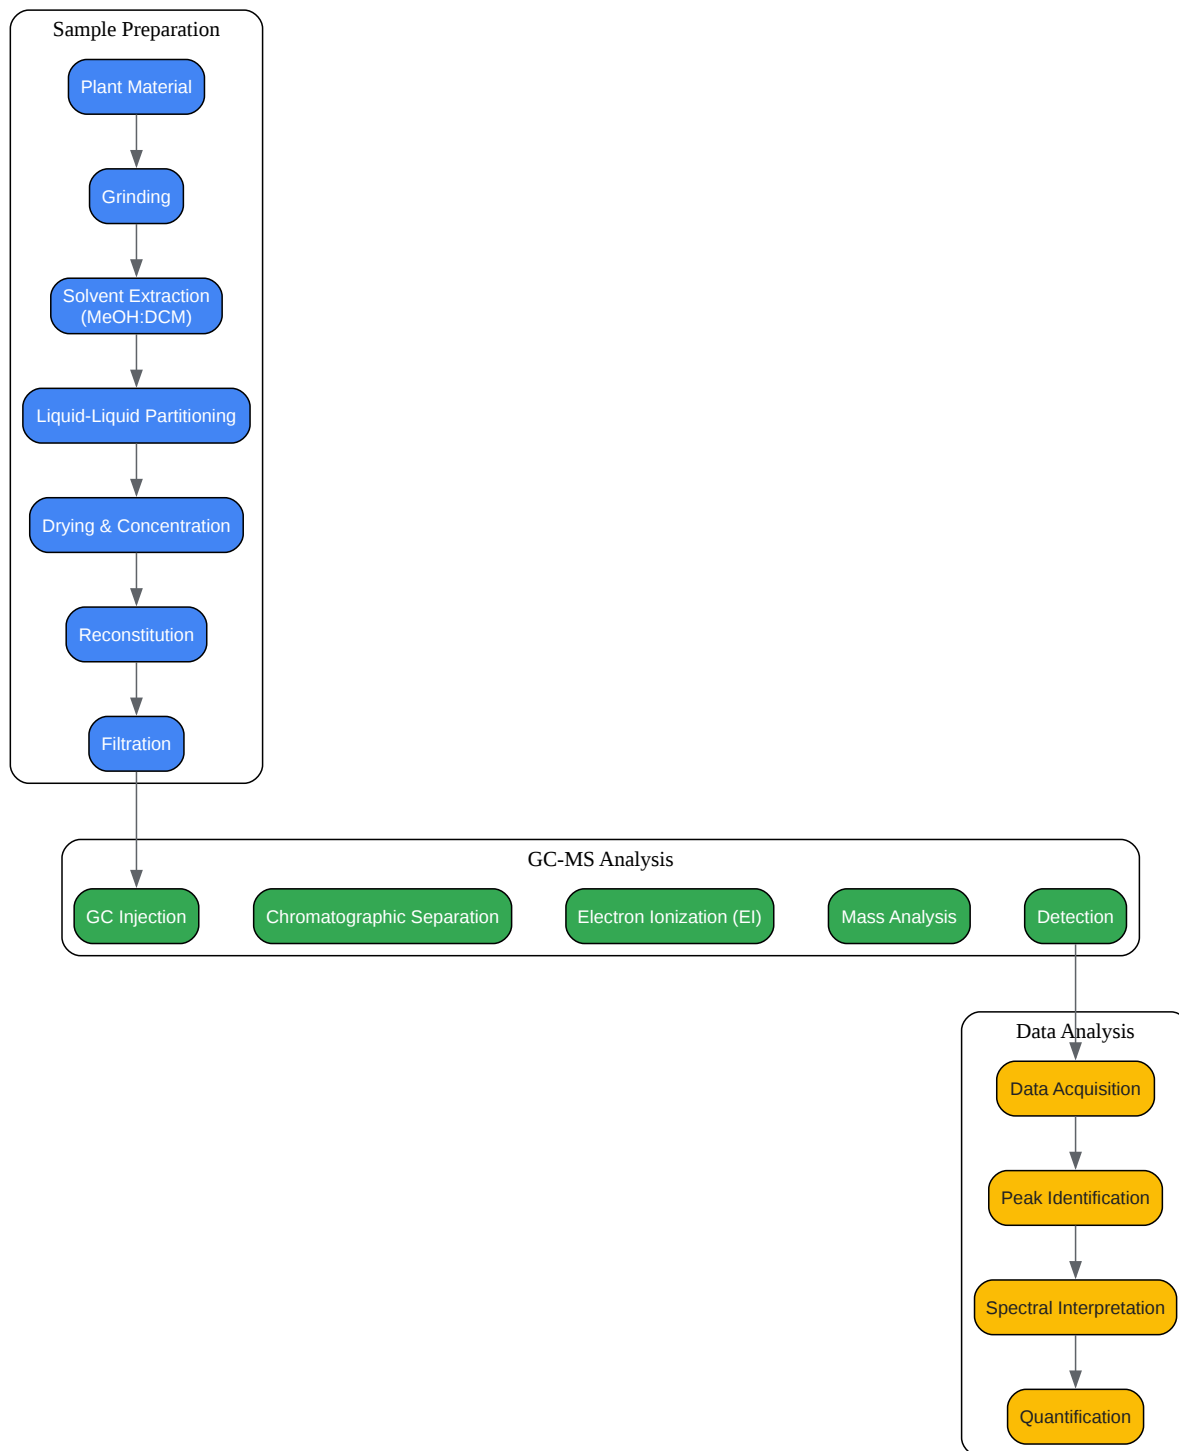 Sample Preparation
Plant Material
Grinding
Solvent Extraction
(MeOH:DCM)
Liquid-Liquid Partitioning
Drying & Concentration
Reconstitution
Filtration
GC-MS Analysis
GC Injection
Chromatographic Separation
Electron Ionization (EI)
Mass Analysis
Detection
Data Analysis
Data Acquisition
Peak Identification
Spectral Interpretation
Quantification